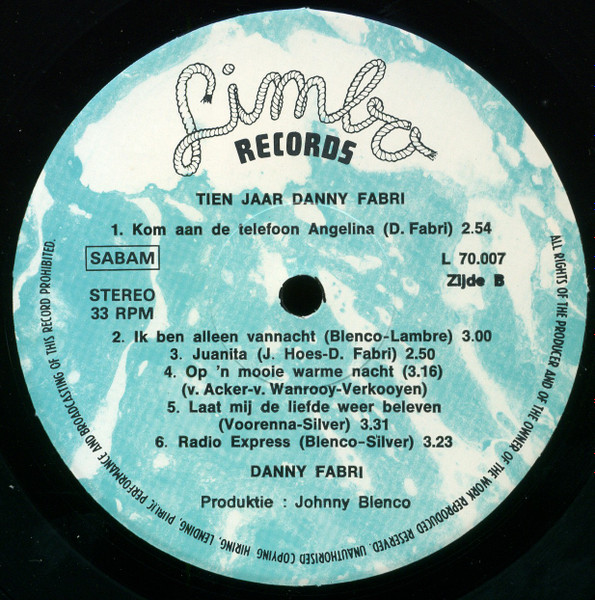 Limba
RECORDS
TIEN JAAR DANNY FABRI
1. Kom aan de telefoon Angelina (D. Fabri) 2.54
SABAM
L 70.007
Zijde B
STEREO
33 RPM
2. Ik ben alleen vannacht (Blenco-Lambre) 3.00
3. Juanita (J. Hoes-D. Fabri) 2.50
4. Op 'n mooie warme nacht (3.16)
(v. Acker-v. Wanrooy-Verkooyen)
5. Laat mij de liefde weer beleven
(Voorenna-Silver) 3.31
6. Radio Express (Blenco-Silver) 3.23
DANNY FABRI
Produktie : Johnny Blenco
ALL RIGHTS OF THE PRODUCER AND OF THE OWNER OF THE WORK REPRODUCED RESERVED. UNAUTHORISED COPYING HIRING, LENDING, PUBLIC PERFORMANCE AND BROADCASTING OF THIS RECORD PROHIBITED.